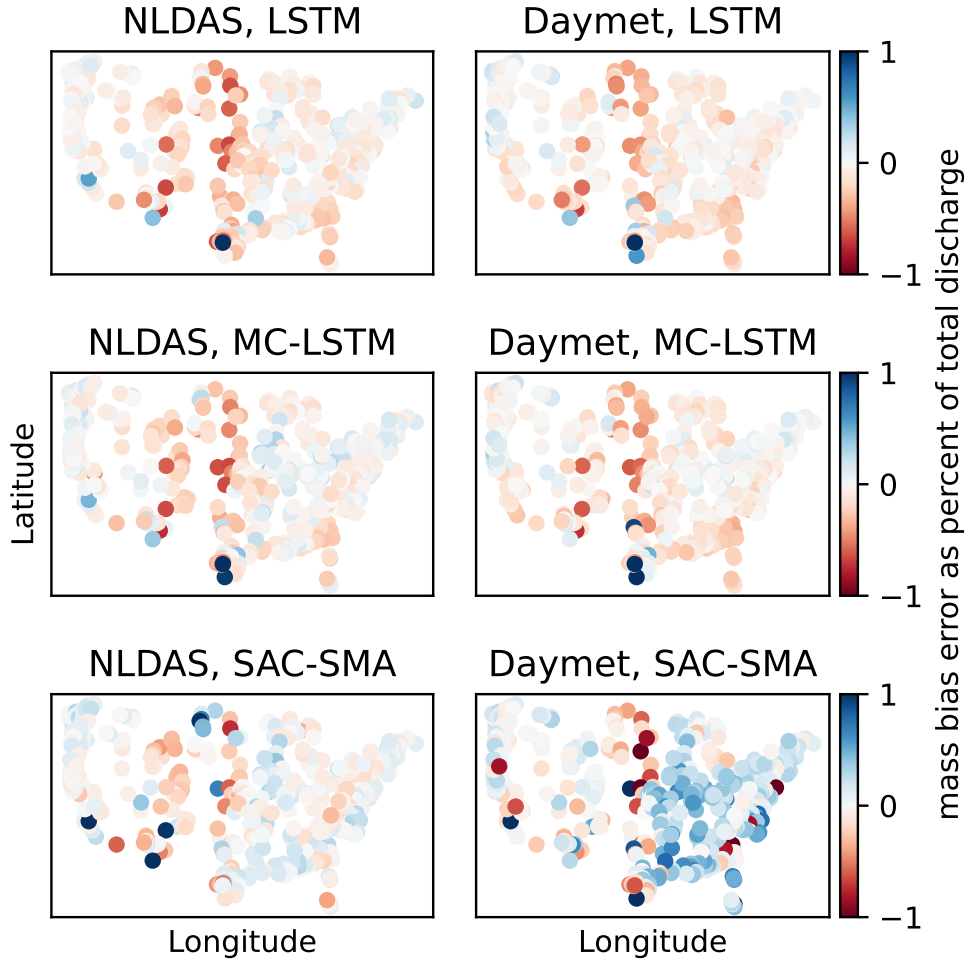 NLDAS, LSTM
Daymet, LSTM
1
0
−1
NLDAS, MC-LSTM
Daymet, MC-LSTM
1
0
−1
NLDAS, SAC-SMA
Daymet, SAC-SMA
1
0
−1
Latitude
Longitude
Longitude
mass bias error as percent of total discharge